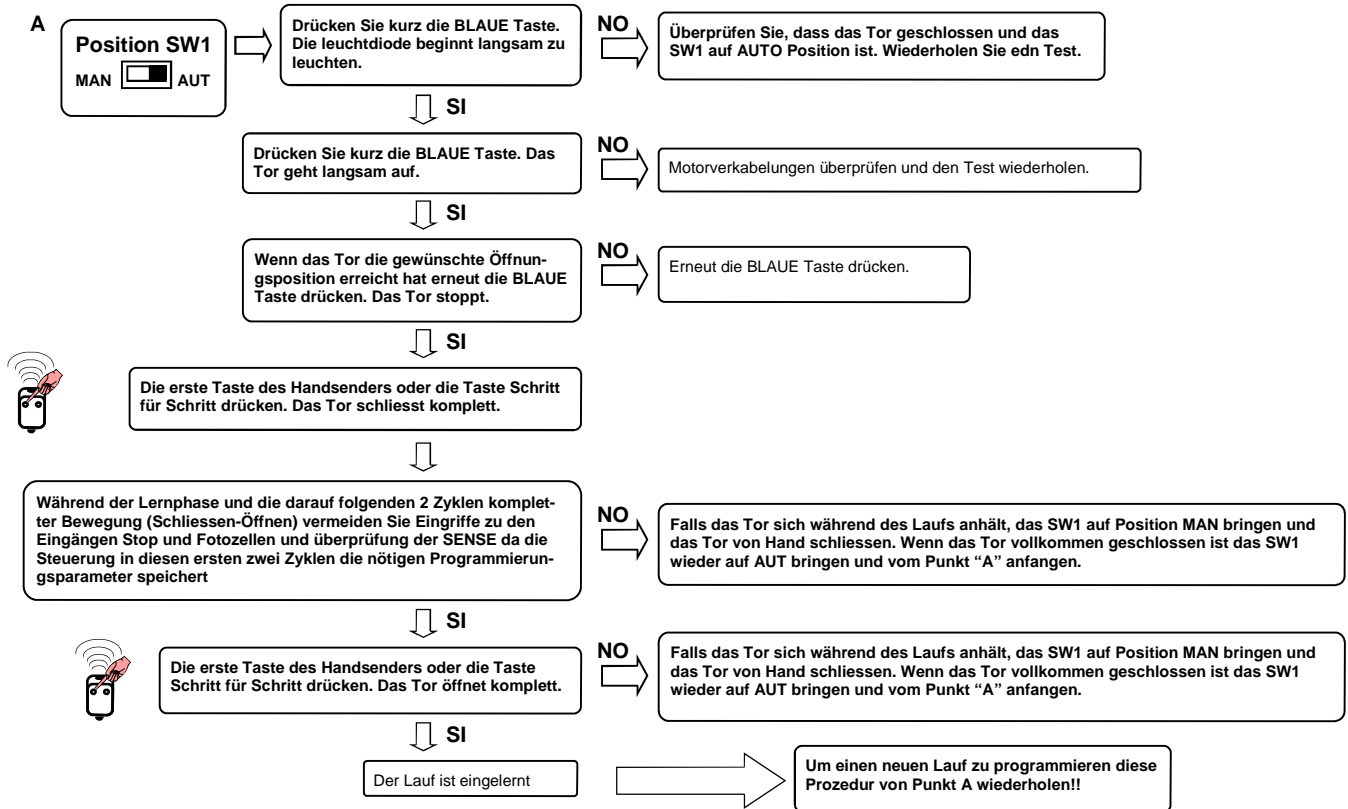 A
Position SW1
MAN AUT
Drücken Sie kurz die BLAUE Taste.
Die leuchtdiode beginnt langsam zu
leuchten.
NO
Überprüfen Sie, dass das Tor geschlossen und das
SW1 auf AUTO Position ist. Wiederholen Sie edn Test.
SI
Drücken Sie kurz die BLAUE Taste. Das
Tor geht langsam auf.
NO
Motorverkabelungen überprüfen und den Test wiederholen.
SI
Wenn das Tor die gewünschte Öffnun-
gsposition erreicht hat erneut die BLAUE
Taste drücken. Das Tor stoppt.
NO
Erneut die BLAUE Taste drücken.
SI
Die erste Taste des Handsenders oder die Taste Schritt
für Schritt drücken. Das Tor schliesst komplett.
Während der Lernphase und die darauf folgenden 2 Zyklen komplet-
ter Bewegung (Schliessen-Öffnen) vermeiden Sie Eingriffe zu den
Eingängen Stop und Fotozellen und überprüfung der SENSE da die
Steuerung in diesen ersten zwei Zyklen die nötigen Programmierun-
gsparameter speichert
NO
Falls das Tor sich während des Laufs anhält, das SW1 auf Position MAN bringen und
das Tor von Hand schliessen. Wenn das Tor vollkommen geschlossen ist das SW1
wieder auf AUT bringen und vom Punkt “A” anfangen.
SI
Die erste Taste des Handsenders oder die Taste
Schritt für Schritt drücken. Das Tor öffnet komplett.
NO
Falls das Tor sich während des Laufs anhält, das SW1 auf Position MAN bringen und
das Tor von Hand schliessen. Wenn das Tor vollkommen geschlossen ist das SW1
wieder auf AUT bringen und vom Punkt “A” anfangen.
SI
Der Lauf ist eingelernt
Um einen neuen Lauf zu programmieren diese
Prozedur von Punkt A wiederholen!!